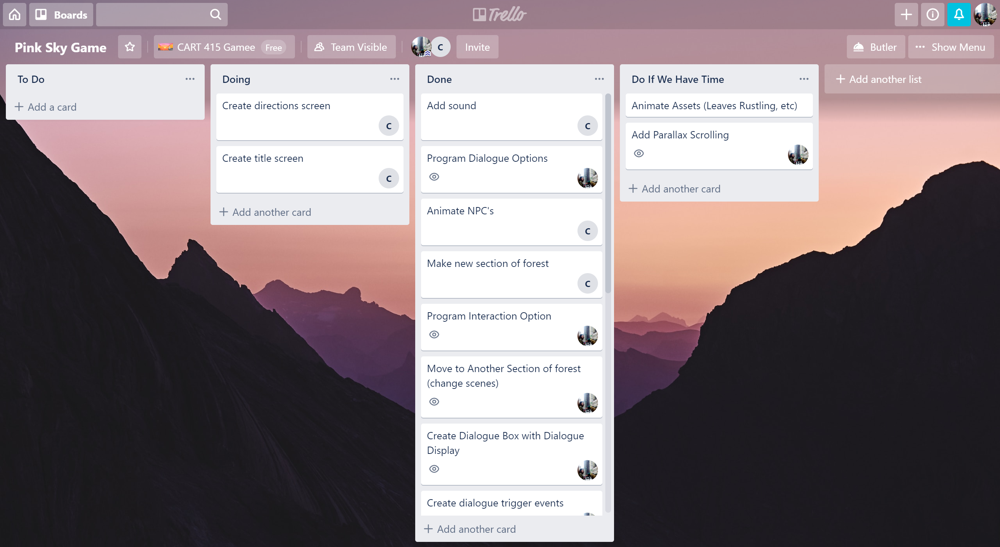 Boards
Trello
Pink Sky Game
CART 415 Gamee Free
Team Visible
C
Invite
Butler
Show Menu
To Do
Add a card
Doing
Create directions screen
C
Create title screen
C
Add another card
Done
Add sound
C
Program Dialogue Options
Animate NPC's
C
Make new section of forest
C
Program Interaction Option
Move to Another Section of forest
(change scenes)
Create Dialogue Box with Dialogue
Display
Create dialogue trigger events
Add another card
Do If We Have Time
Animate Assets (Leaves Rustling, etc)
Add Parallax Scrolling
Add another card
Add another list